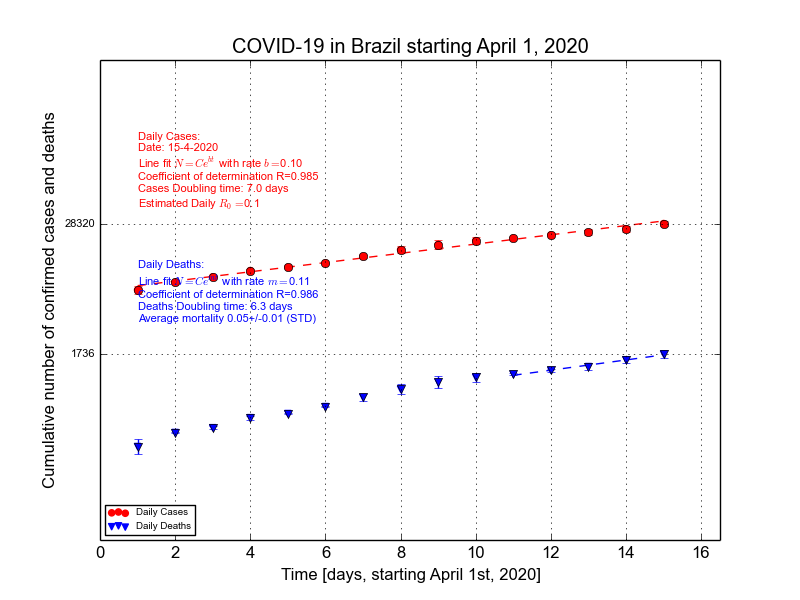 COVID-19 in Brazil starting April 1, 2020
Cumulative number of confirmed cases and deaths
Daily Cases:
Date: 15-4-2020
Line fit N=Ce^{bt} with rate b=0.10
Coefficient of determination R=0.985
Cases Doubling time: 7.0 days
Estimated Daily R_0=0.1
28320
Daily Deaths:
Line fit N=Ce with rate m=0.11
Coefficient of determination R=0.986
Deaths Doubling time: 6.3 days
Average mortality 0.05+/-0.01 (STD)
1736
Daily Cases
Daily Deaths
0 2 4 6 8 10 12 14 16
Time [days, starting April 1st, 2020]